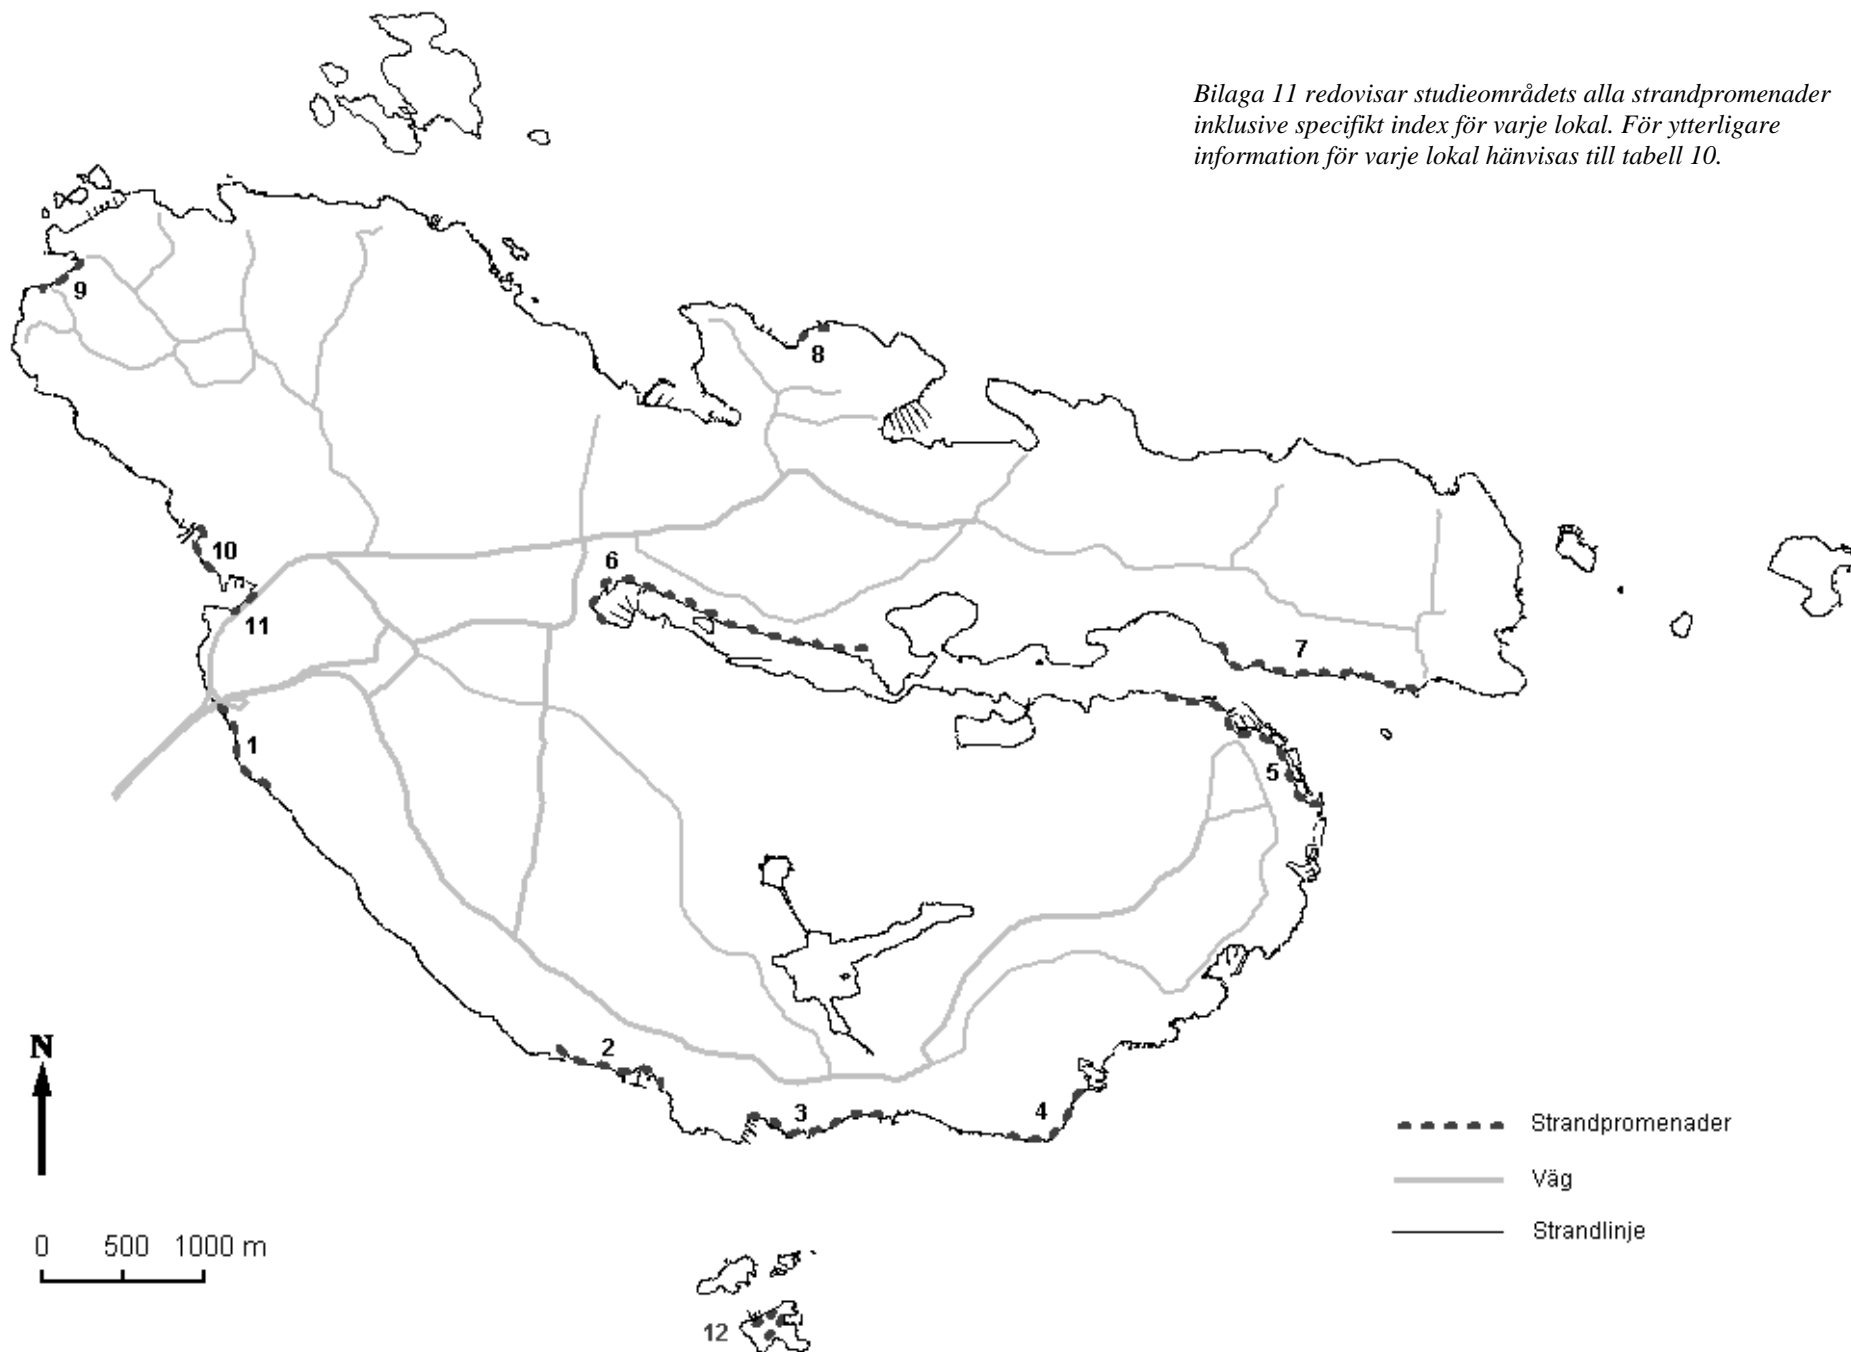 Bilaga 11 redovisar studieområdets alla strandpromenader
inklusive specifikt index för varje lokal. För ytterligare
information för varje lokal hänvisas till tabell 10.
9
8
10
6
11
7
1
5
2
3
4
N
Strandpromenader
Väg
Strandlinje
0 500 1000 m
12